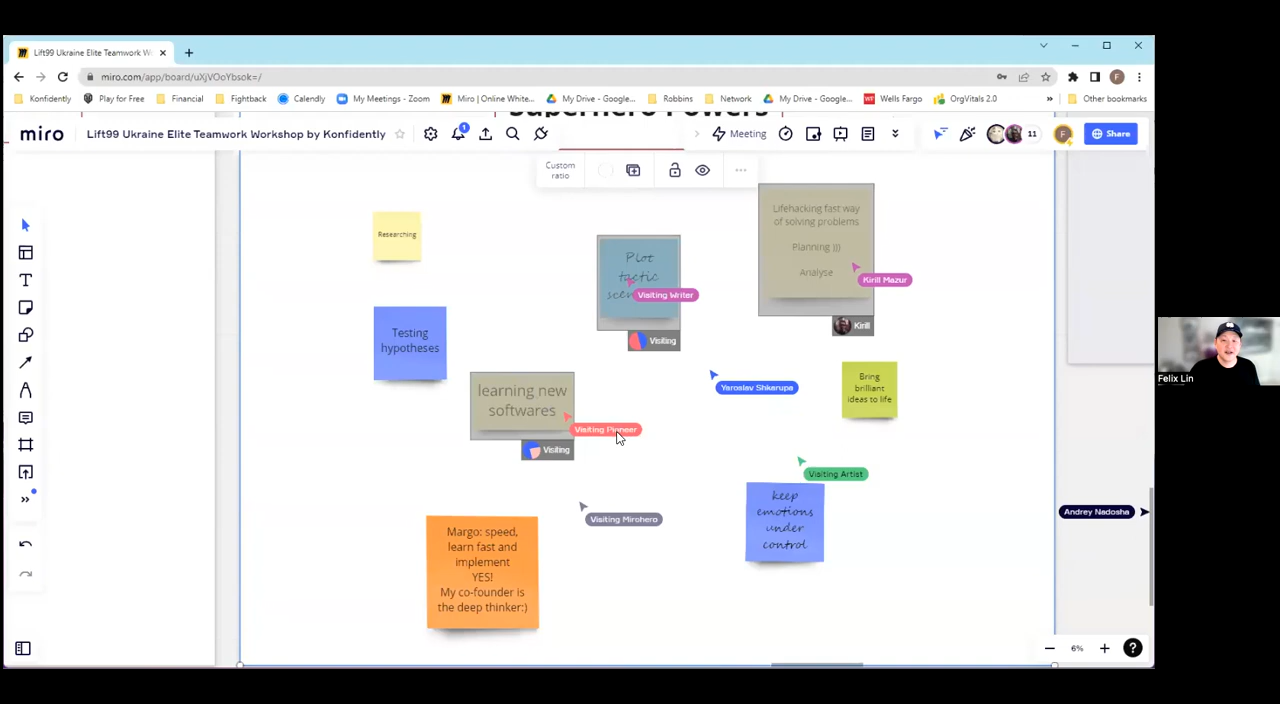 Lift99 Ukraine Elite Teamwork W
miro.com/app/board/uXjVOoYbsok=/
F
Konfidently
Play for Free
Financial
Fightback
Calendly
My Meetings - Zoom
Miro | Online White...
My Drive - Google...
Robbins
Network
My Drive - Google...
Wells Fargo
OrgVitals 2.0
Other bookmarks
Superhero Powers
miro
Lift99 Ukraine Elite Teamwork Workshop by Konfidently
1
Meeting
11
F
Share
Custom
ratio
Researching
Plot
tactic
Visiting Writer
Visiting
Lifehacking fast way
of solving problems
Planning )))
Analyse
Kirill Mazur
Kirill
Testing
hypotheses
Felix Lin
learning new
softwares
Visiting Pioneer
Visiting
Yaroslav Shkarupa
Bring
brilliant
ideas to life
Visiting Artist
keep
emotions
under
control
Visiting Mirohero
Andrey Nadosha
Margo: speed,
learn fast and
implement
YES!
My co-founder is
the deep thinker:)
6%
?